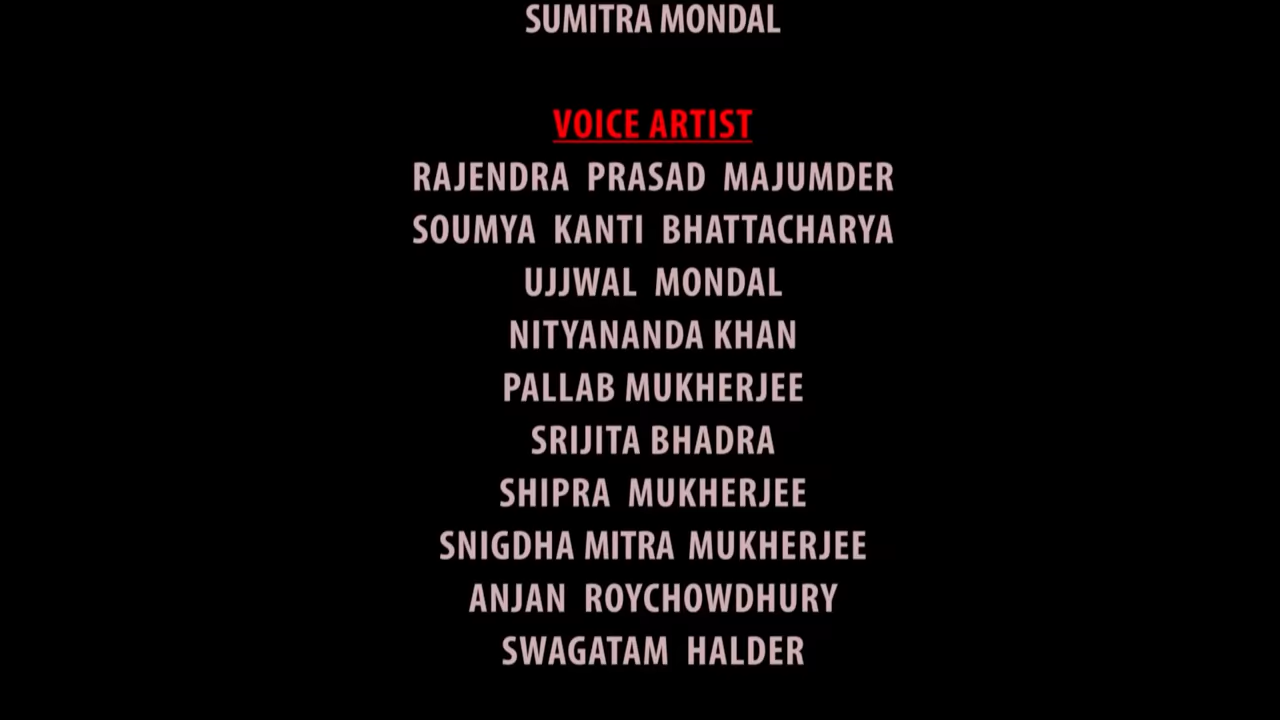 SUMITRA MONDAL
VOICE ARTIST
RAJENDRA PRASAD MAJUMDER
SOUMYA KANTI BHATTACHARYA
UJJWAL MONDAL
NITYANANDA KHAN
PALLAB MUKHERJEE
SRIJITA BHADRA
SHIPRA MUKHERJEE
SNIGDHA MITRA MUKHERJEE
ANJAN ROYCHOWDHURY
SWAGATAM HALDER